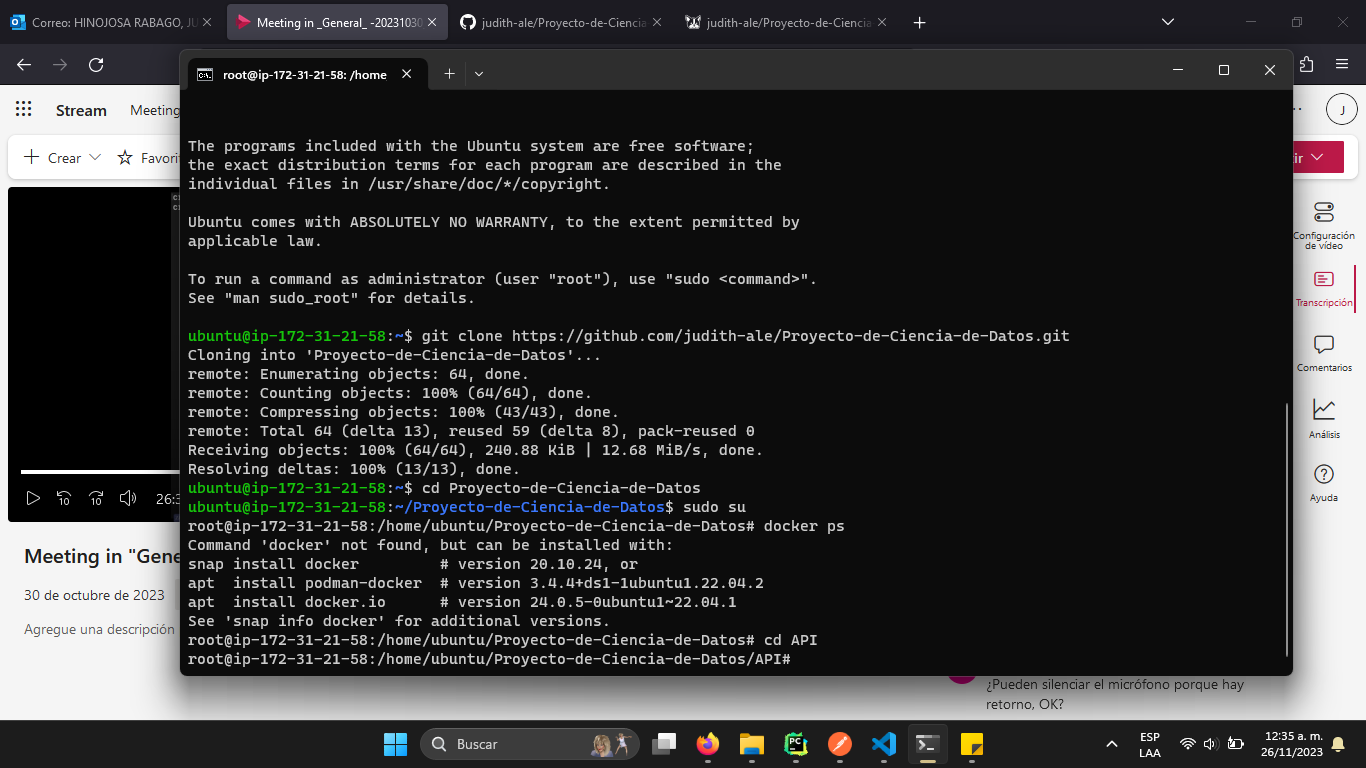 Correo: HINOJOSA RABAGO, JU
Meeting in _General_ -20231030
judith-ale/Proyecto-de-Ciencia
judith-ale/Proyecto-de-Ciencia
root@ip-172-31-21-58: /home
Stream
Meeting
J
Crear
Favori
ir
The programs included with the Ubuntu system are free software;
the exact distribution terms for each program are described in the
individual files in /usr/share/doc/*/copyright.
Ubuntu comes with ABSOLUTELY NO WARRANTY, to the extent permitted by
applicable law.
To run a command as administrator (user "root"), use "sudo <command>".
See "man sudo_root" for details.
ubuntu@ip-172-31-21-58:~$ git clone https://github.com/judith-ale/Proyecto-de-Ciencia-de-Datos.git
Cloning into 'Proyecto-de-Ciencia-de-Datos'...
remote: Enumerating objects: 64, done.
remote: Counting objects: 100% (64/64), done.
remote: Compressing objects: 100% (43/43), done.
remote: Total 64 (delta 13), reused 59 (delta 8), pack-reused 0
Receiving objects: 100% (64/64), 240.88 KiB | 12.68 MiB/s, done.
Resolving deltas: 100% (13/13), done.
ubuntu@ip-172-31-21-58:~$ cd Proyecto-de-Ciencia-de-Datos
ubuntu@ip-172-31-21-58:~/Proyecto-de-Ciencia-de-Datos$ sudo su
root@ip-172-31-21-58:/home/ubuntu/Proyecto-de-Ciencia-de-Datos# docker ps
Command 'docker' not found, but can be installed with:
snap install docker         # version 20.10.24, or
apt  install podman-docker  # version 3.4.4+ds1-1ubuntu1.22.04.2
apt  install docker.io      # version 24.0.5-0ubuntu1~22.04.1
See 'snap info docker' for additional versions.
root@ip-172-31-21-58:/home/ubuntu/Proyecto-de-Ciencia-de-Datos# cd API
root@ip-172-31-21-58:/home/ubuntu/Proyecto-de-Ciencia-de-Datos/API#
10
10
26:3
Meeting in "Gene
30 de octubre de 2023
Agregue una descripción
Configuración
de vídeo
Transcripción
Comentarios
Análisis
Ayuda
¿Pueden silenciar el micrófono porque hay
retorno, OK?
Buscar
ESP
LAA
12:35 a. m.
26/11/2023